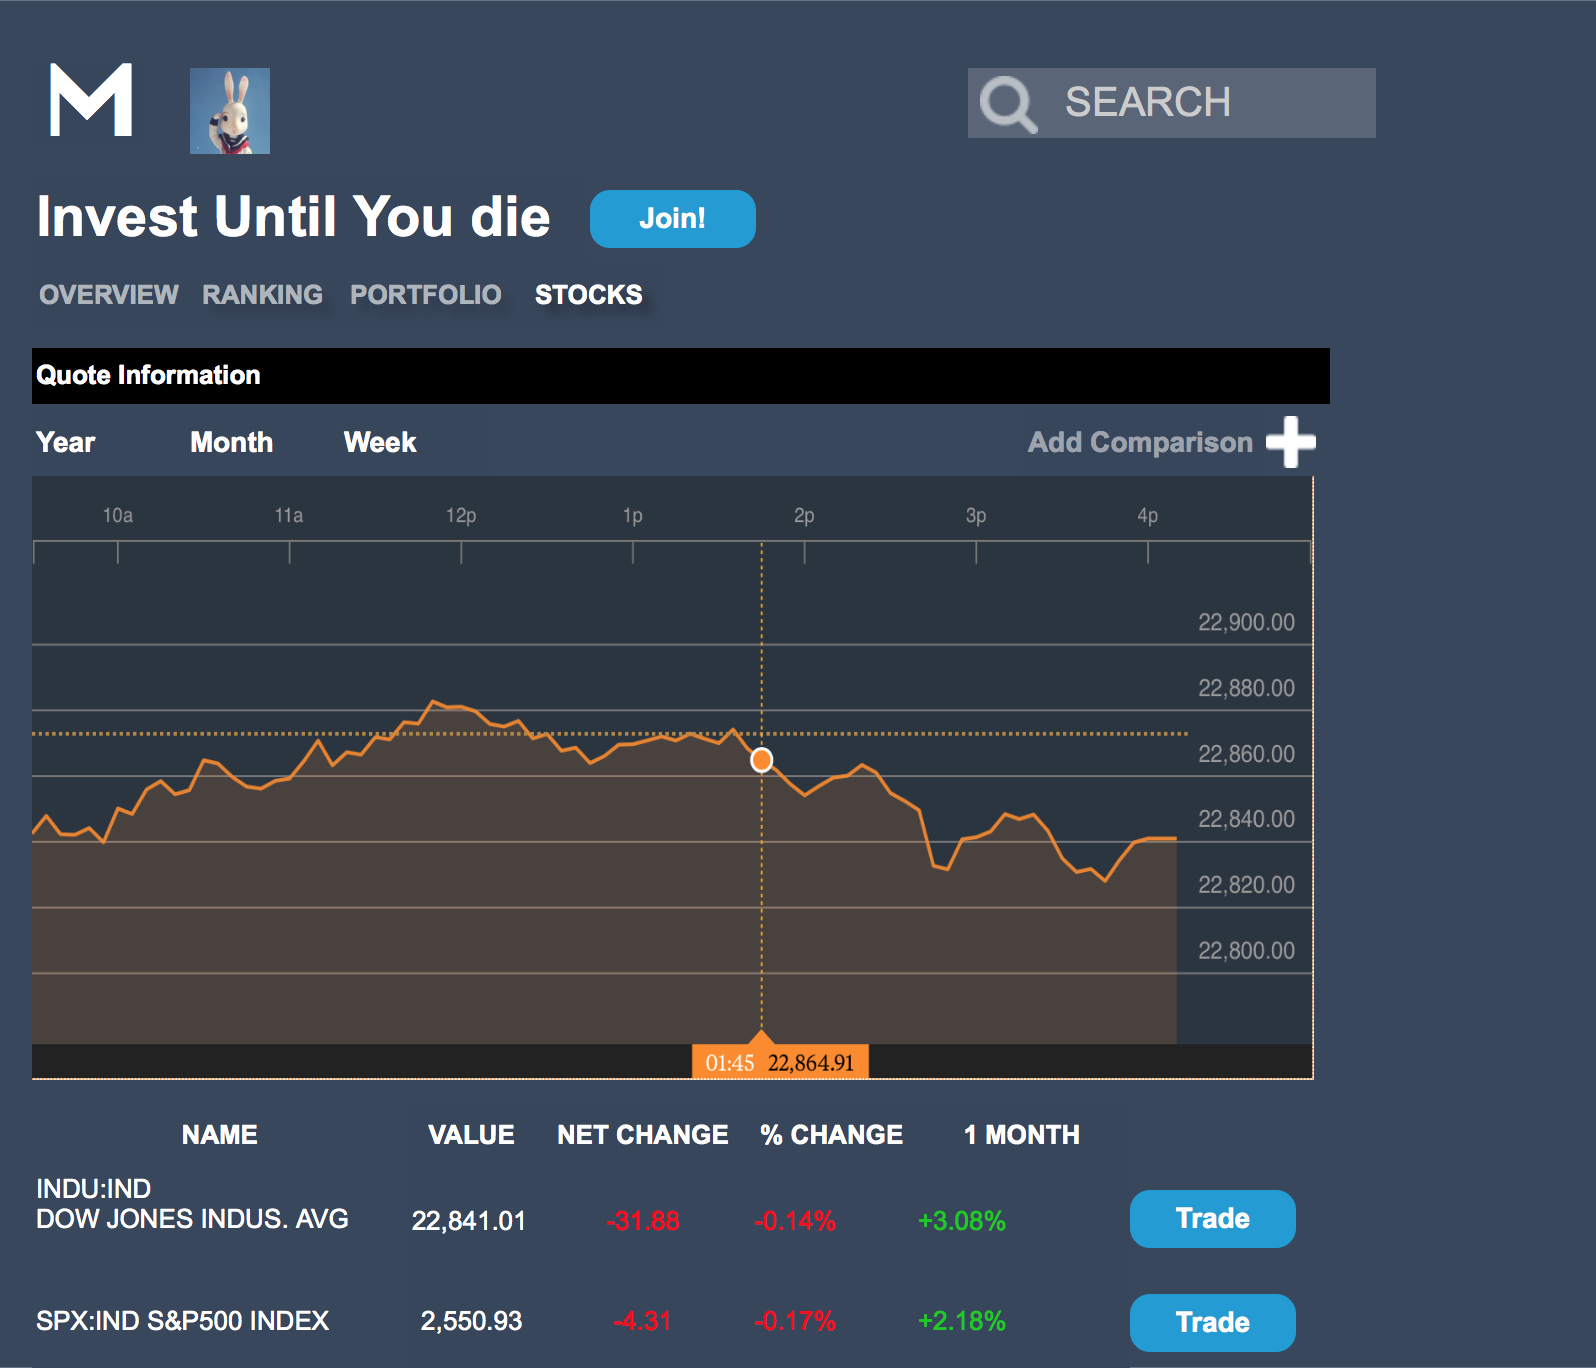 M
SEARCH
Invest Until You die
Join!
OVERVIEW RANKING PORTFOLIO STOCKS
Quote Information
Year Month Week Add Comparison
10a 11a 12p 1p 2p 3p 4p
22,900.00
22,880.00
22,860.00
22,840.00
22,820.00
22,800.00
01:45 22,864.91
NAME VALUE NET CHANGE % CHANGE 1 MONTH
INDU:IND
DOW JONES INDUS. AVG 22,841.01 -31.88 -0.14% +3.08% Trade
SPX:IND S&P500 INDEX 2,550.93 -4.31 -0.17% +2.18% Trade